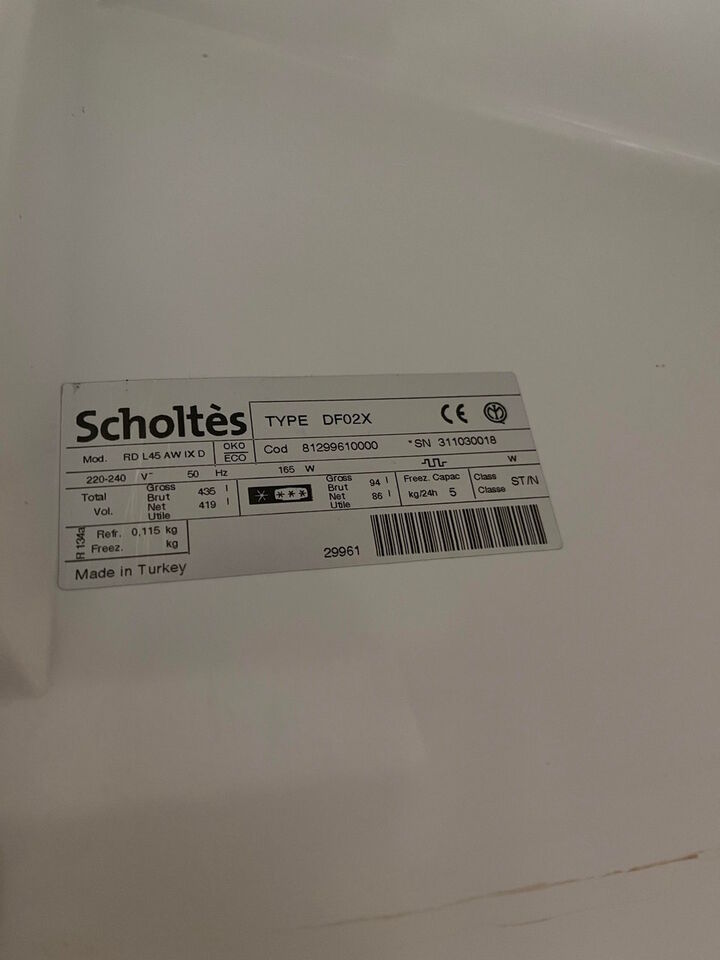 Scholtès
TYPE DF02X
CE
Mod. RD L45 AW IX D
OKO
ECO
Cod 81299610000 *SN 311030018
220-240 V~ 50 Hz 165 W W
Total Vol.
Gross Brut 435 l
Net Utile 419 l
Gross Brut 94 l
Net Utile 86 l
Freez. Capac
kg/24h 5
Class
Classe ST/N
R 134a
Refr. 0,115 kg
Freez. kg
29961
Made in Turkey